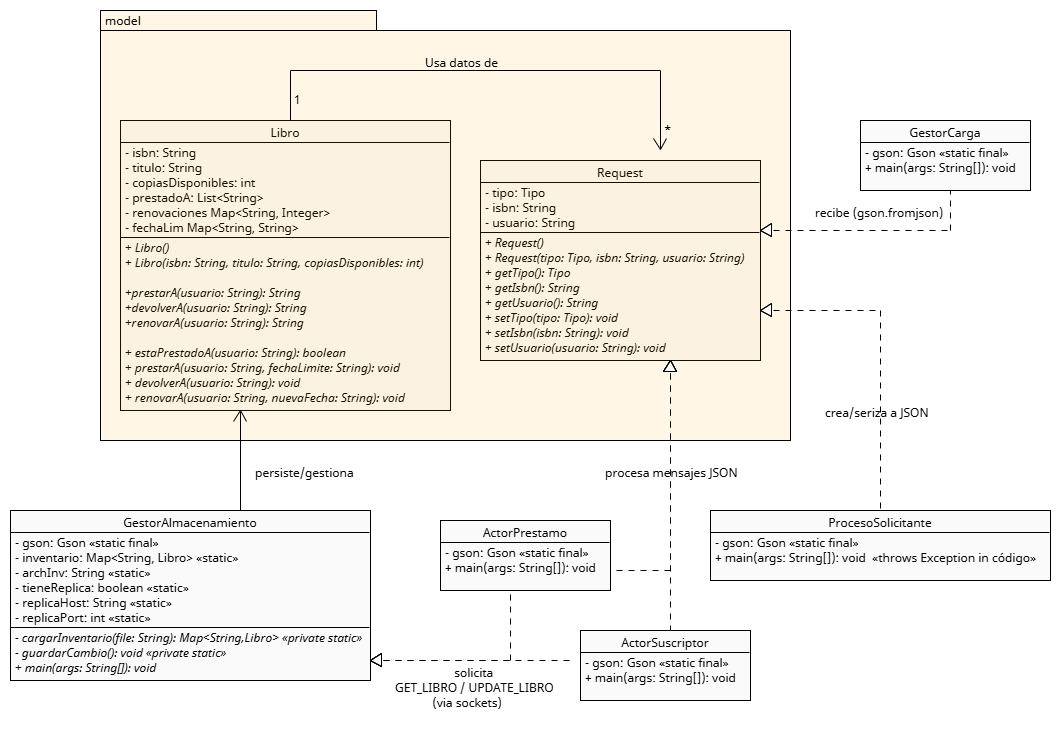 model
Usa datos de
1
*
Libro
- isbn: String
- titulo: String
- copiasDisponibles: int
- prestadoA: List<String>
- renovaciones Map<String, Integer>
- fechaLim Map<String, String>
+ Libro()
+ Libro(isbn: String, titulo: String, copiasDisponibles: int)
+prestarA(usuario: String): String
+devolverA(usuario: String): String
+renovarA(usuario: String): String
+ estaPrestadoA(usuario: String): boolean
+ prestarA(usuario: String, fechaLimite: String): void
+ devolverA(usuario: String): void
+ renovarA(usuario: String, nuevaFecha: String): void
Request
- tipo: Tipo
- isbn: String
- usuario: String
+ Request()
+ Request(tipo: Tipo, isbn: String, usuario: String)
+ getTipo(): Tipo
+ getIsbn(): String
+ getUsuario(): String
+ setTipo(tipo: Tipo): void
+ setIsbn(isbn: String): void
+ setUsuario(usuario: String): void
GestorCarga
- gson: Gson «static final»
+ main(args: String[]): void
recibe (gson.fromjson)
crea/seriza a JSON
persiste/gestiona
procesa mensajes JSON
GestorAlmacenamiento
- gson: Gson «static final»
- inventario: Map<String, Libro> «static»
- archInv: String «static»
- tieneReplica: boolean «static»
- replicaHost: String «static»
- replicaPort: int «static»
- cargarInventario(file: String): Map<String,Libro> «private static»
- guardarCambio(): void «private static»
+ main(args: String[]): void
ActorPrestamo
- gson: Gson «static final»
+ main(args: String[]): void
ProcesoSolicitante
- gson: Gson «static final»
+ main(args: String[]): void «throws Exception in código»
ActorSuscriptor
- gson: Gson «static final»
+ main(args: String[]): void
solicita
GET_LIBRO / UPDATE_LIBRO
(via sockets)